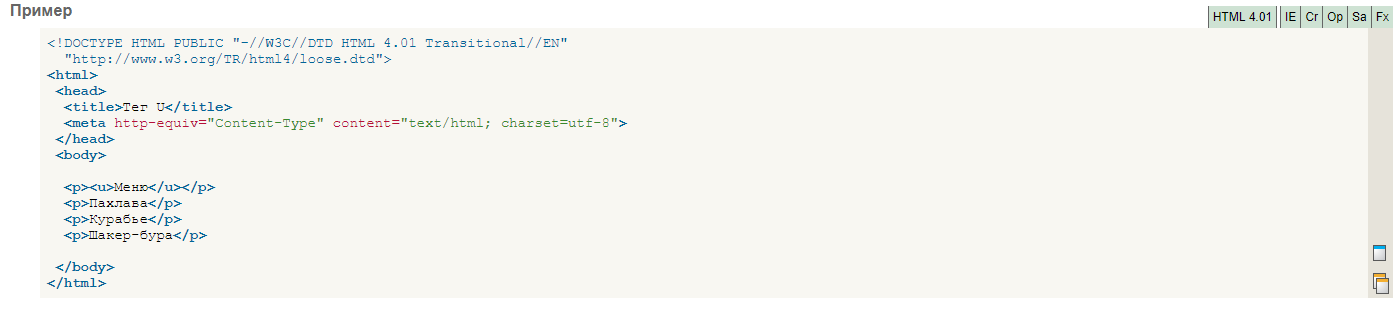 Пример
HTML 4.01 IE Cr Op Sa Fx
<!DOCTYPE HTML PUBLIC "-//W3C//DTD HTML 4.01 Transitional//EN"
"http://www.w3.org/TR/html4/loose.dtd">
<html>
<head>
<title>Тег U</title>
<meta http-equiv="Content-Type" content="text/html; charset=utf-8">
</head>
<body>
<p><u>Меню</u></p>
<p>Пахлава</p>
<p>Курабье</p>
<p>Шакер-бура</p>
</body>
</html>